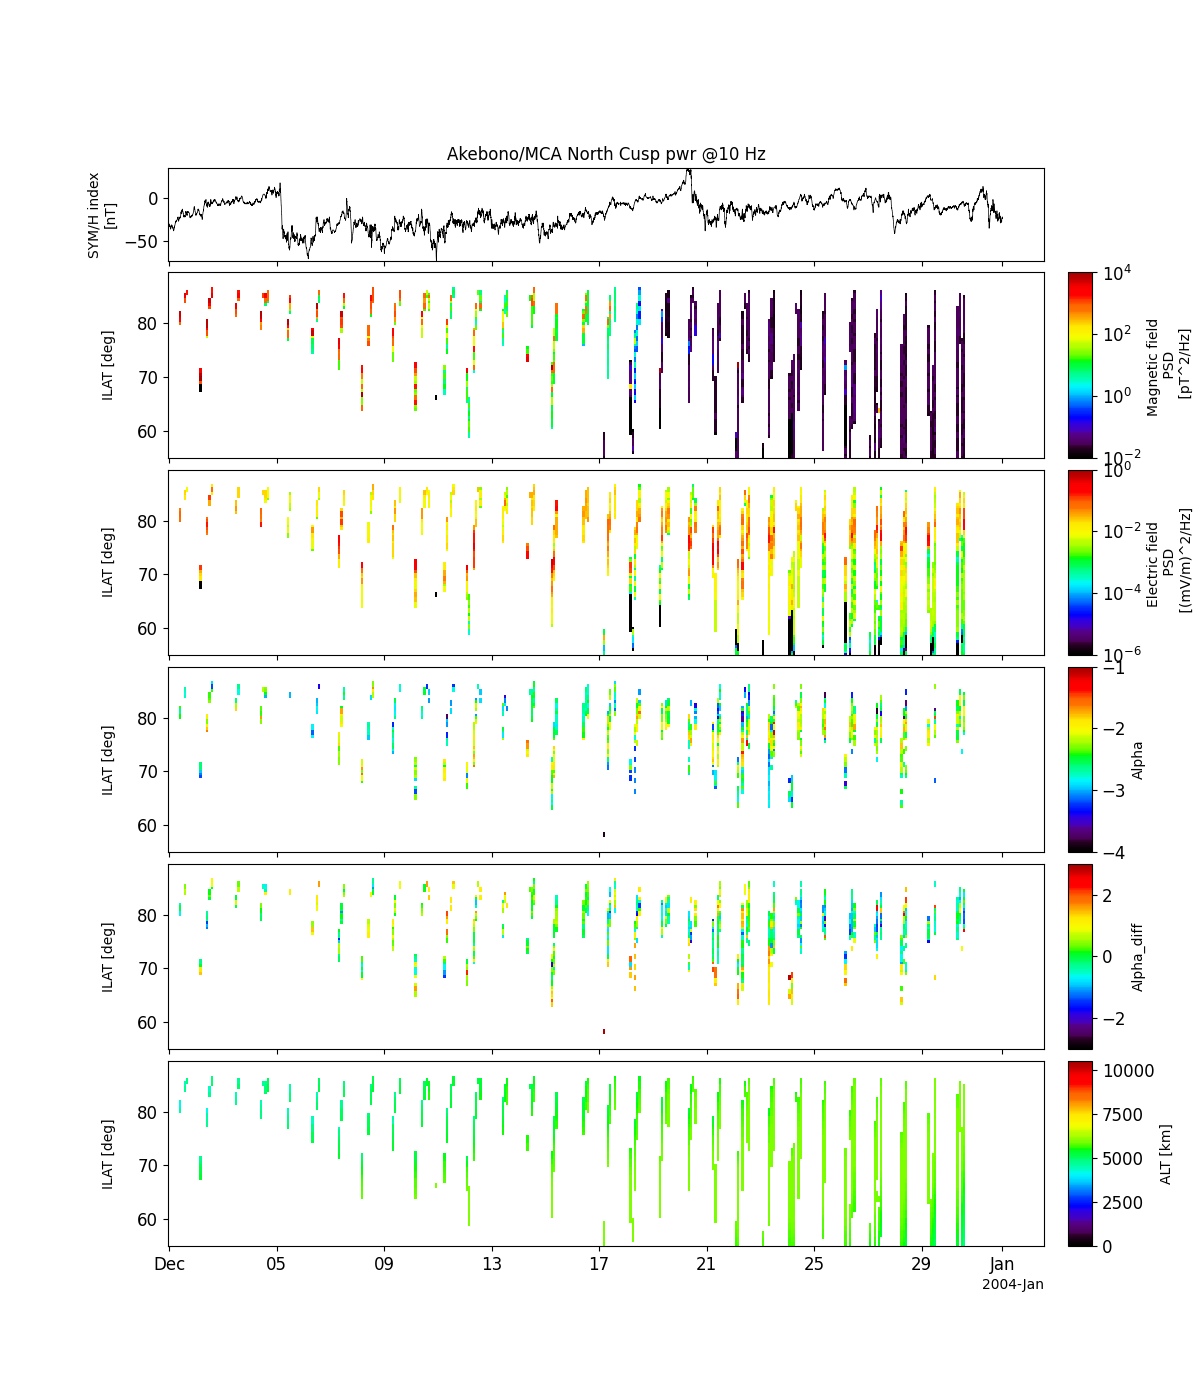 Akebono/MCA North Cusp pwr @10 Hz
SYM/H index
[nT]
0
−50
ILAT [deg]
80
70
60
10^4
10^2
10^0
10^−2
Magnetic field
PSD
[pT^2/Hz]
ILAT [deg]
80
70
60
10^0
10^−2
10^−4
10^−6
Electric field
PSD
[(mV/m)^2/Hz]
ILAT [deg]
80
70
60
−1
−2
−3
−4
Alpha
ILAT [deg]
80
70
60
2
0
−2
Alpha_diff
ILAT [deg]
80
70
60
10000
7500
5000
2500
0
ALT [km]
Dec 05 09 13 17 21 25 29 Jan
2004-Jan